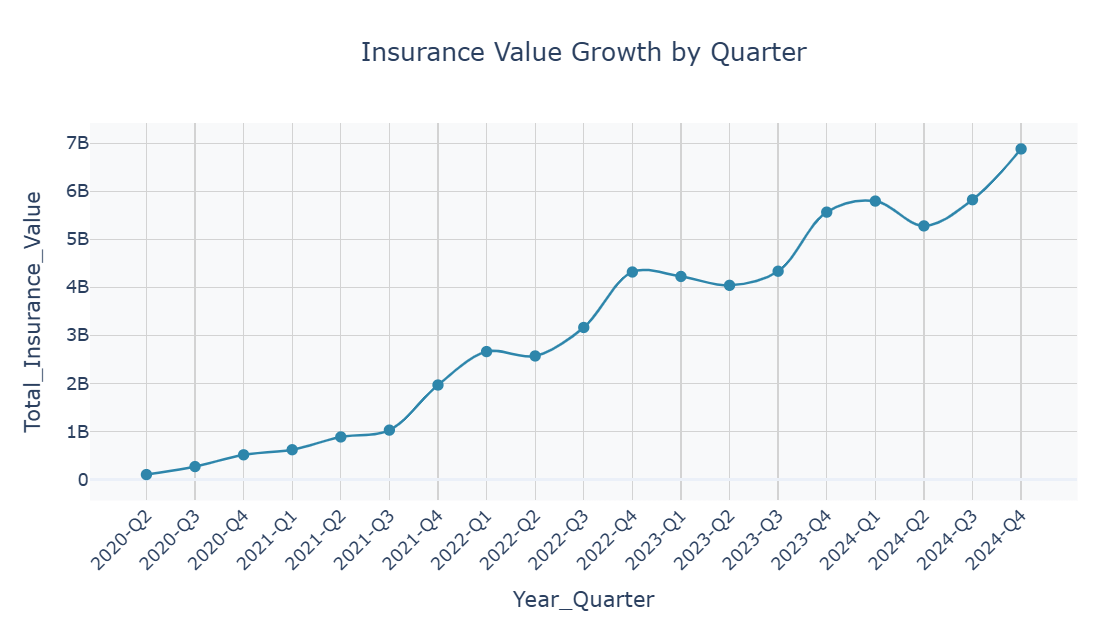 Insurance Value Growth by Quarter
Total_Insurance_Value
7B
6B
5B
4B
3B
2B
1B
0
2020-Q2
2020-Q3
2020-Q4
2021-Q1
2021-Q2
2021-Q3
2021-Q4
2022-Q1
2022-Q2
2022-Q3
2022-Q4
2023-Q1
2023-Q2
2023-Q3
2023-Q4
2024-Q1
2024-Q2
2024-Q3
2024-Q4
Year_Quarter